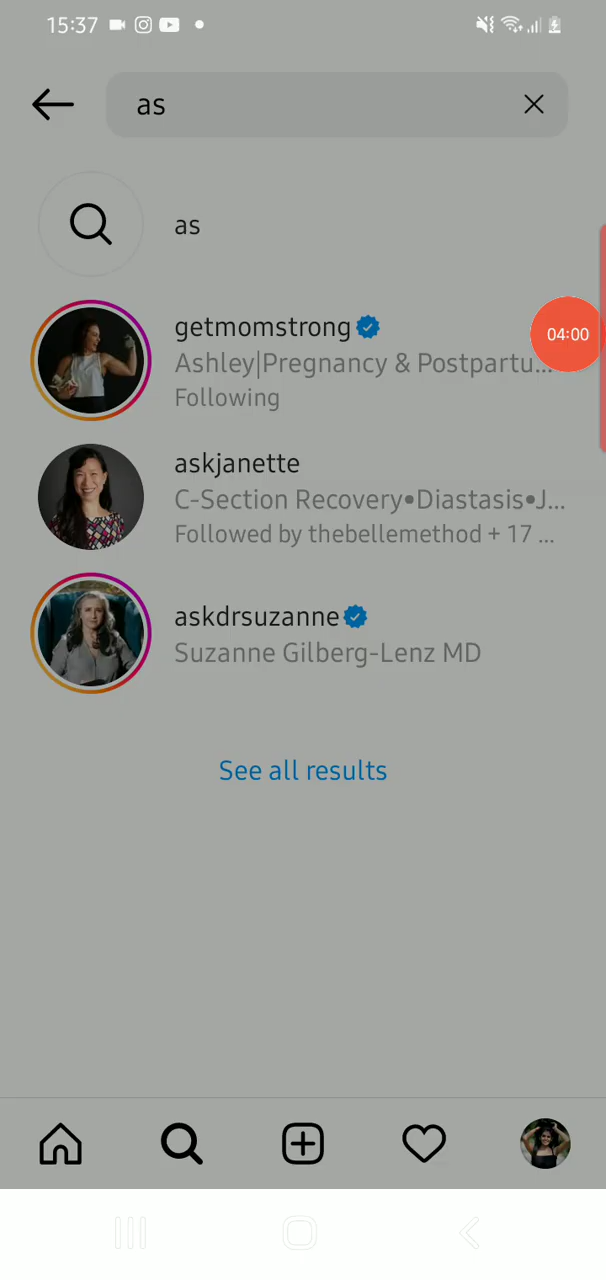 15:37
as
as
04:00
getmomstrong
Ashley|Pregnancy & Postpartu...
Following
askjanette
C-Section Recovery•Diastasis•J...
Followed by thebellemethod + 17 ...
askdrsuzanne
Suzanne Gilberg-Lenz MD
See all results